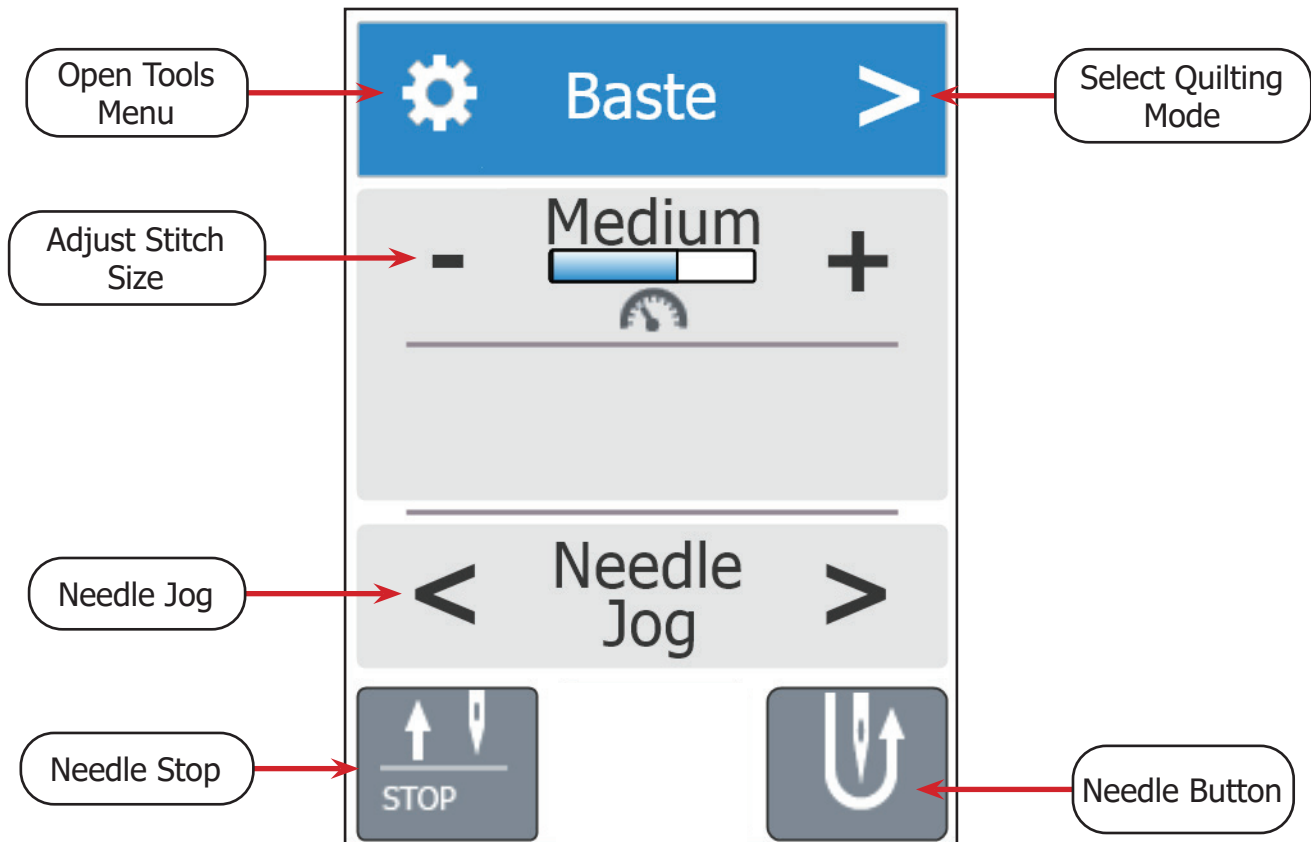 Open Tools
Menu
Baste
>
Select Quilting
Mode
Adjust Stitch
Size
-
Medium
+
Needle Jog
<
Needle
Jog
>
Needle Stop
STOP
Needle Button